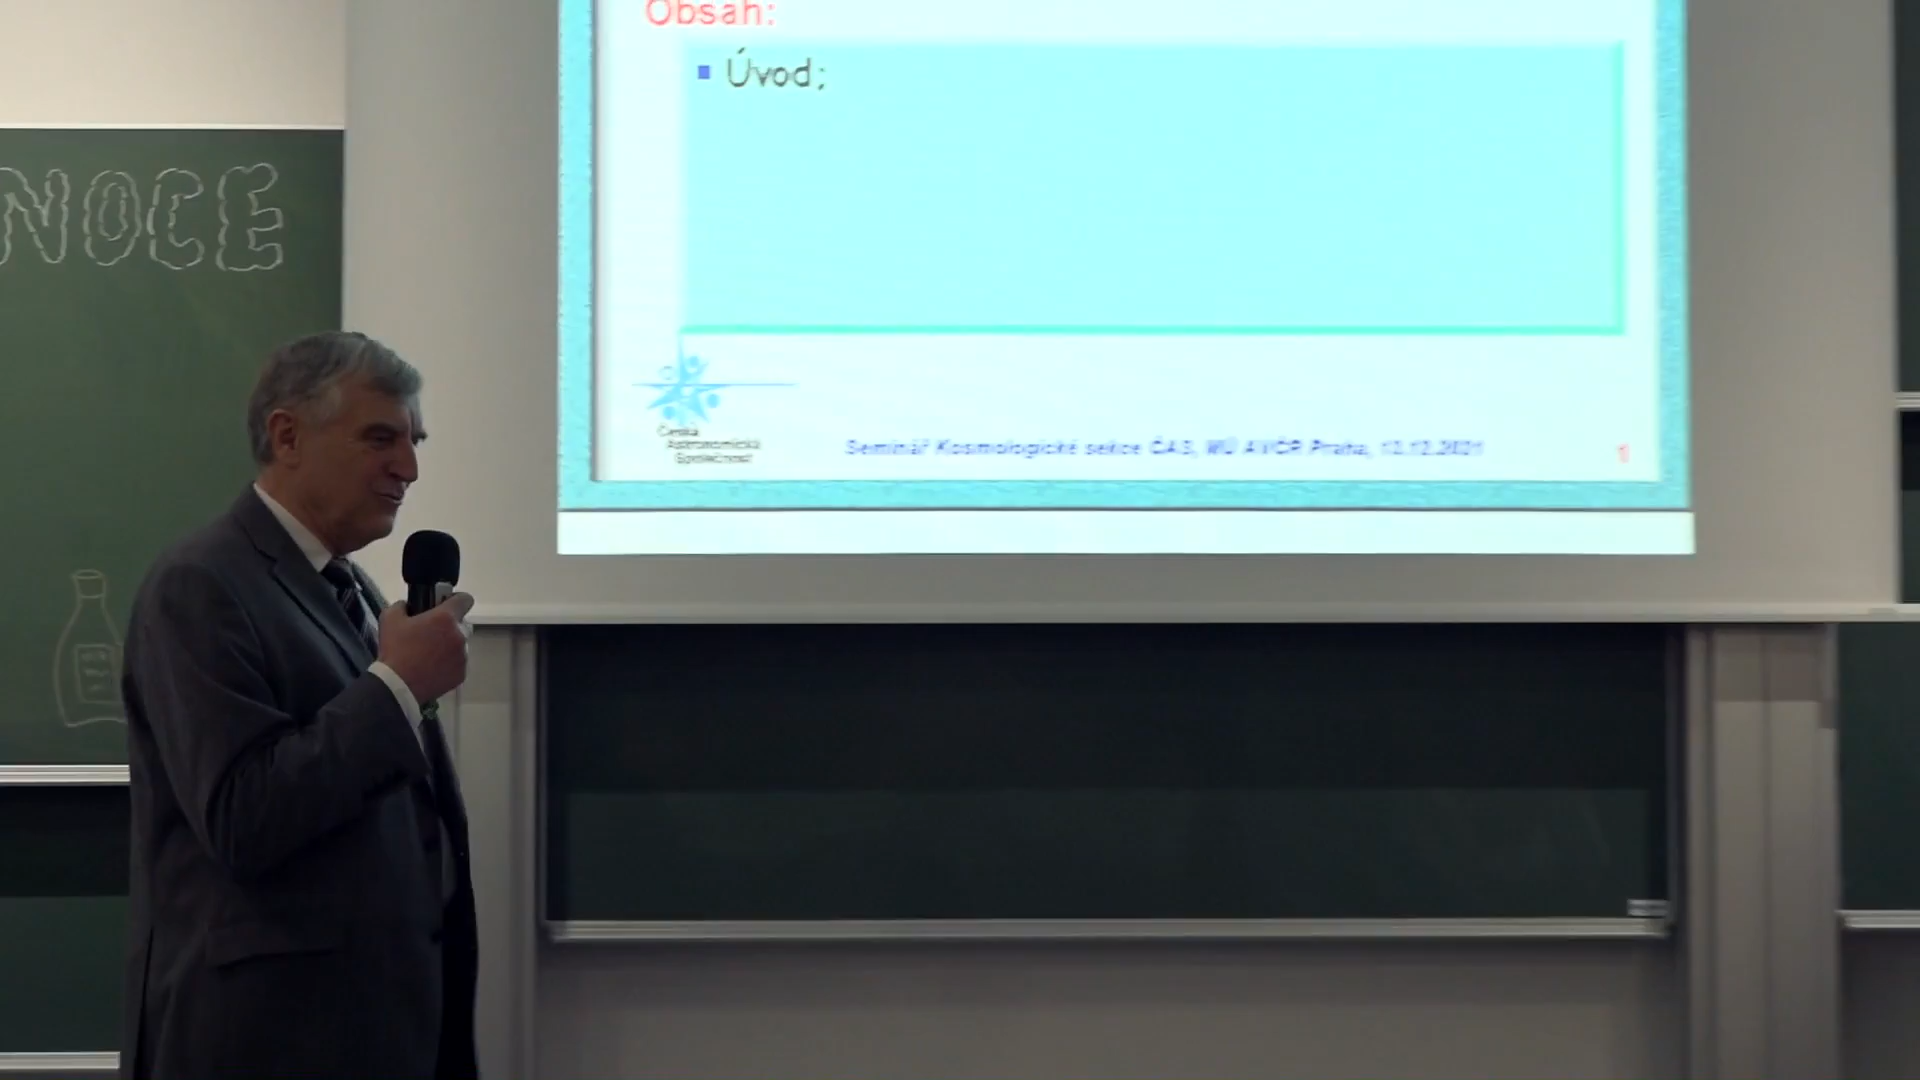 Obsah:
Úvod;
NOCE
Česká
Astronomická
Společnost
Seminář Kosmologické sekce ČAS, MÚ AVČR Praha, 13.12.2021
1